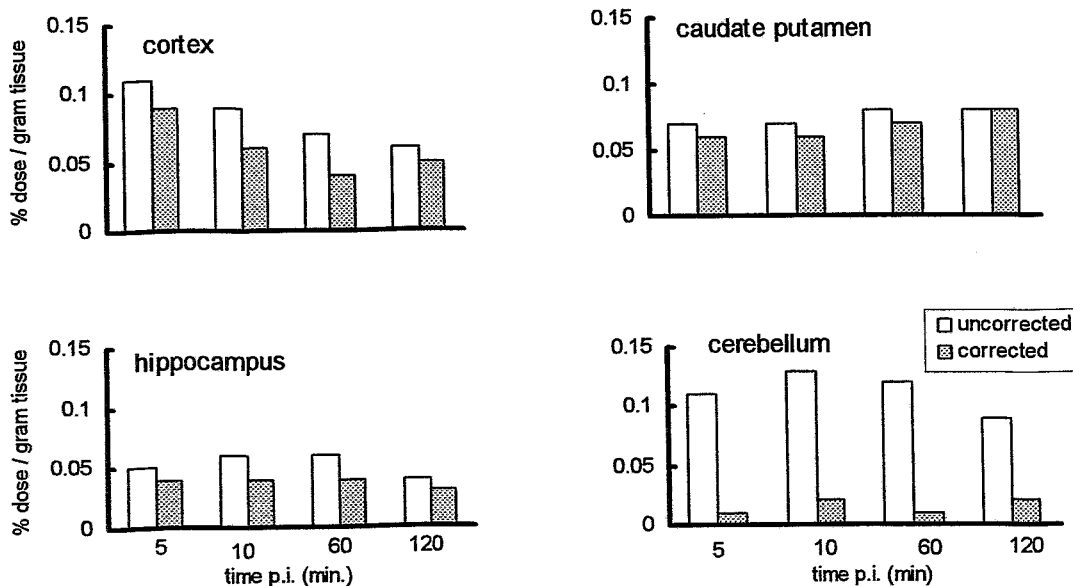 % dose / gram tissue
0.15
0.1
0.05
0
cortex
0.15
0.1
0.05
0
caudate putamen
% dose / gram tissue
0.15
0.1
0.05
0
hippocampus
5 10 60 120
time p.i. (min.)
0.15
0.1
0.05
0
cerebellum
uncorrected
corrected
5 10 60 120
time p.i. (min)